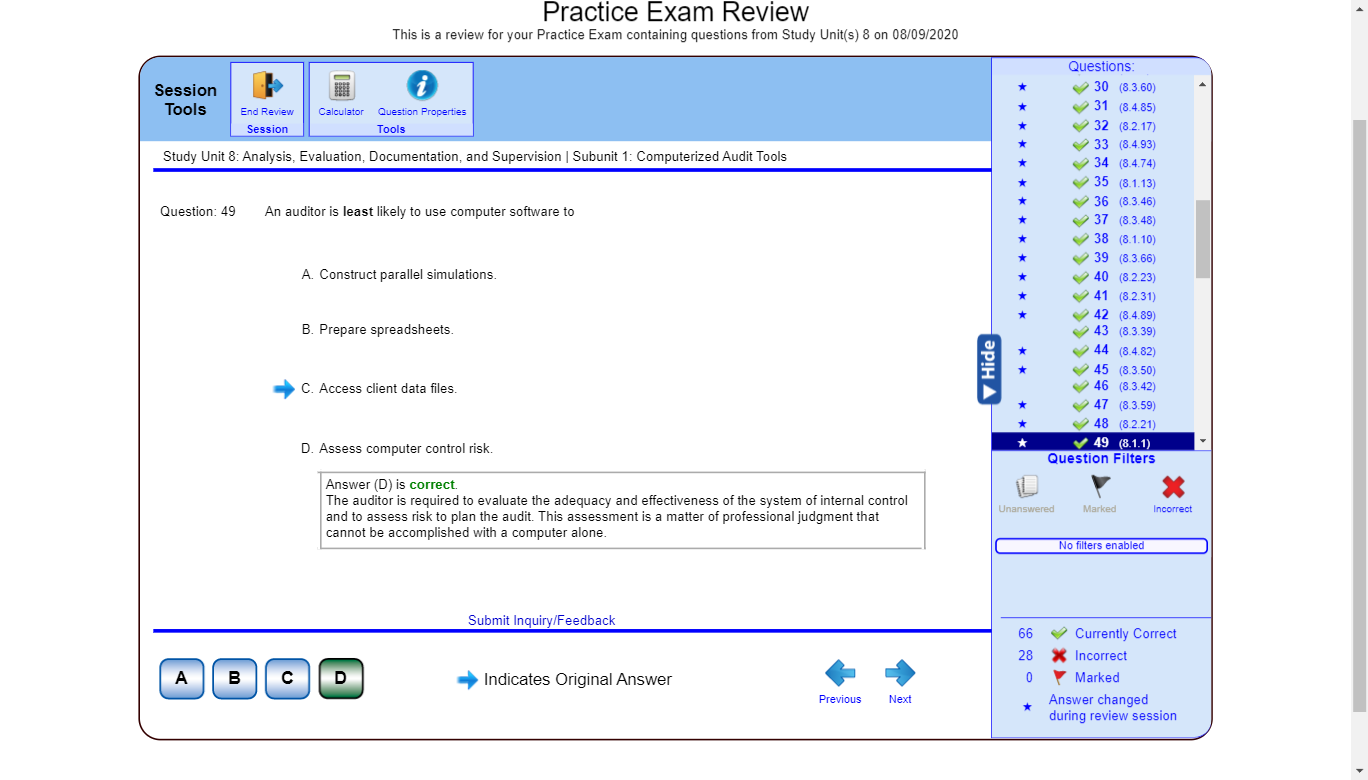 Practice Exam Review
This is a review for your Practice Exam containing questions from Study Unit(s) 8 on 08/09/2020
Session Tools
End Review
Session
Calculator
Question Properties
Tools
Study Unit 8: Analysis, Evaluation, Documentation, and Supervision | Subunit 1: Computerized Audit Tools
Question: 49 An auditor is least likely to use computer software to
A. Construct parallel simulations.
B. Prepare spreadsheets.
C. Access client data files.
D. Assess computer control risk.
Answer (D) is correct.
The auditor is required to evaluate the adequacy and effectiveness of the system of internal control
and to assess risk to plan the audit. This assessment is a matter of professional judgment that
cannot be accomplished with a computer alone.
Submit Inquiry/Feedback
A B C D
Indicates Original Answer
Previous
Next
Hide
Questions:
30 (8.3.60)
31 (8.4.85)
32 (8.2.17)
33 (8.4.93)
34 (8.4.74)
35 (8.1.13)
36 (8.3.46)
37 (8.3.48)
38 (8.1.10)
39 (8.3.66)
40 (8.2.23)
41 (8.2.31)
42 (8.4.89)
43 (8.3.39)
44 (8.4.82)
45 (8.3.50)
46 (8.3.42)
47 (8.3.59)
48 (8.2.21)
49 (8.1.1)
Question Filters
Unanswered
Marked
Incorrect
No filters enabled
66 Currently Correct
28 Incorrect
0 Marked
Answer changed
during review session